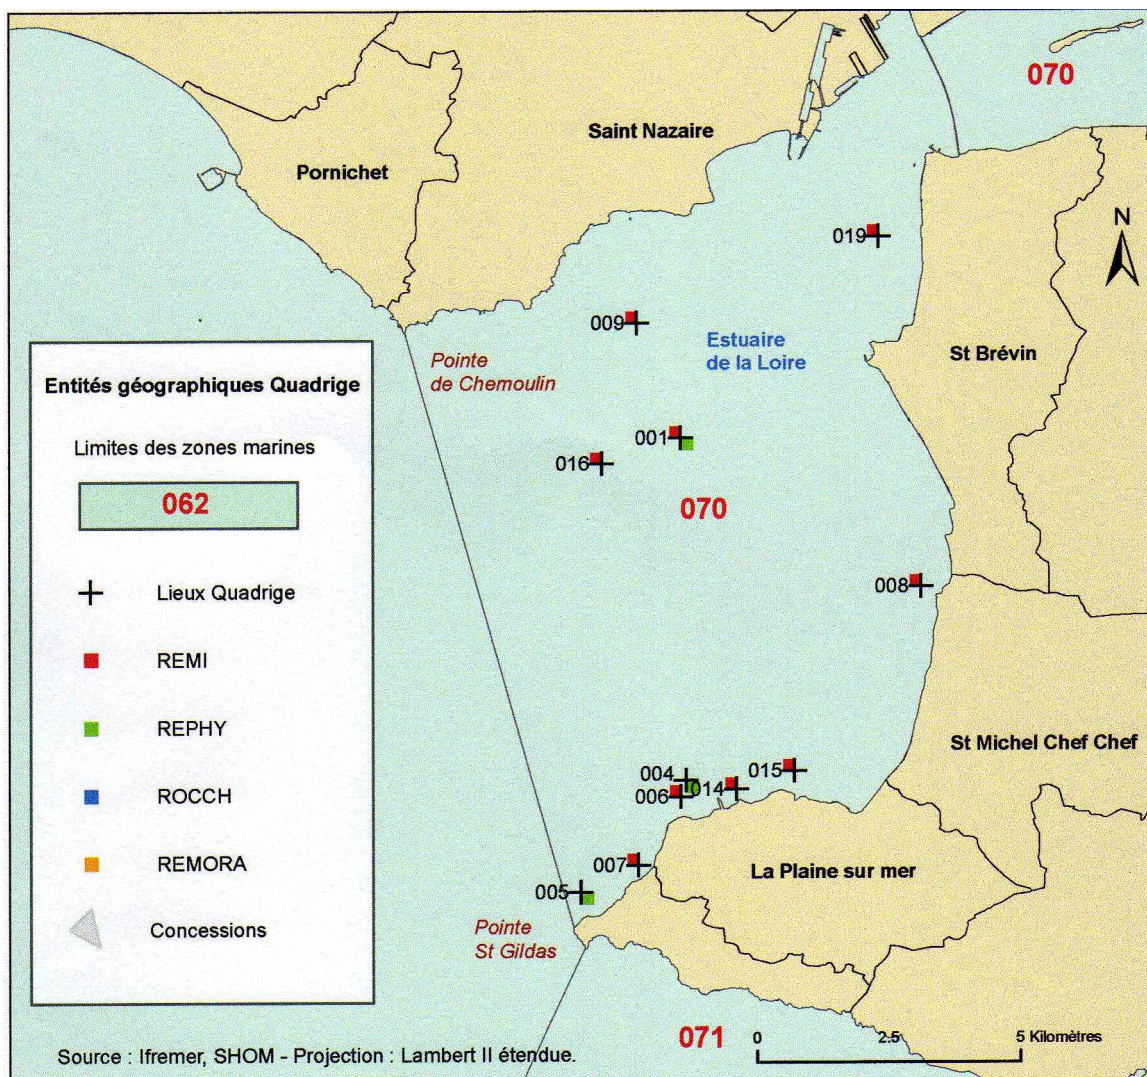 070
Saint Nazaire
Pornichet
N
019
009
Estuaire
de la Loire
St Brévin
Pointe
de Chemoulin
001
016
070
008
Entités géographiques Quadrige
Limites des zones marines
062
Lieux Quadrige
REMI
REPHY
ROCCH
REMORA
Concessions
St Michel Chef Chef
004
006
014
015
007
005
La Plaine sur mer
Pointe
St Gildas
071
0 2.5 5 Kilomètres
Source : Ifremer, SHOM - Projection : Lambert II étendue.